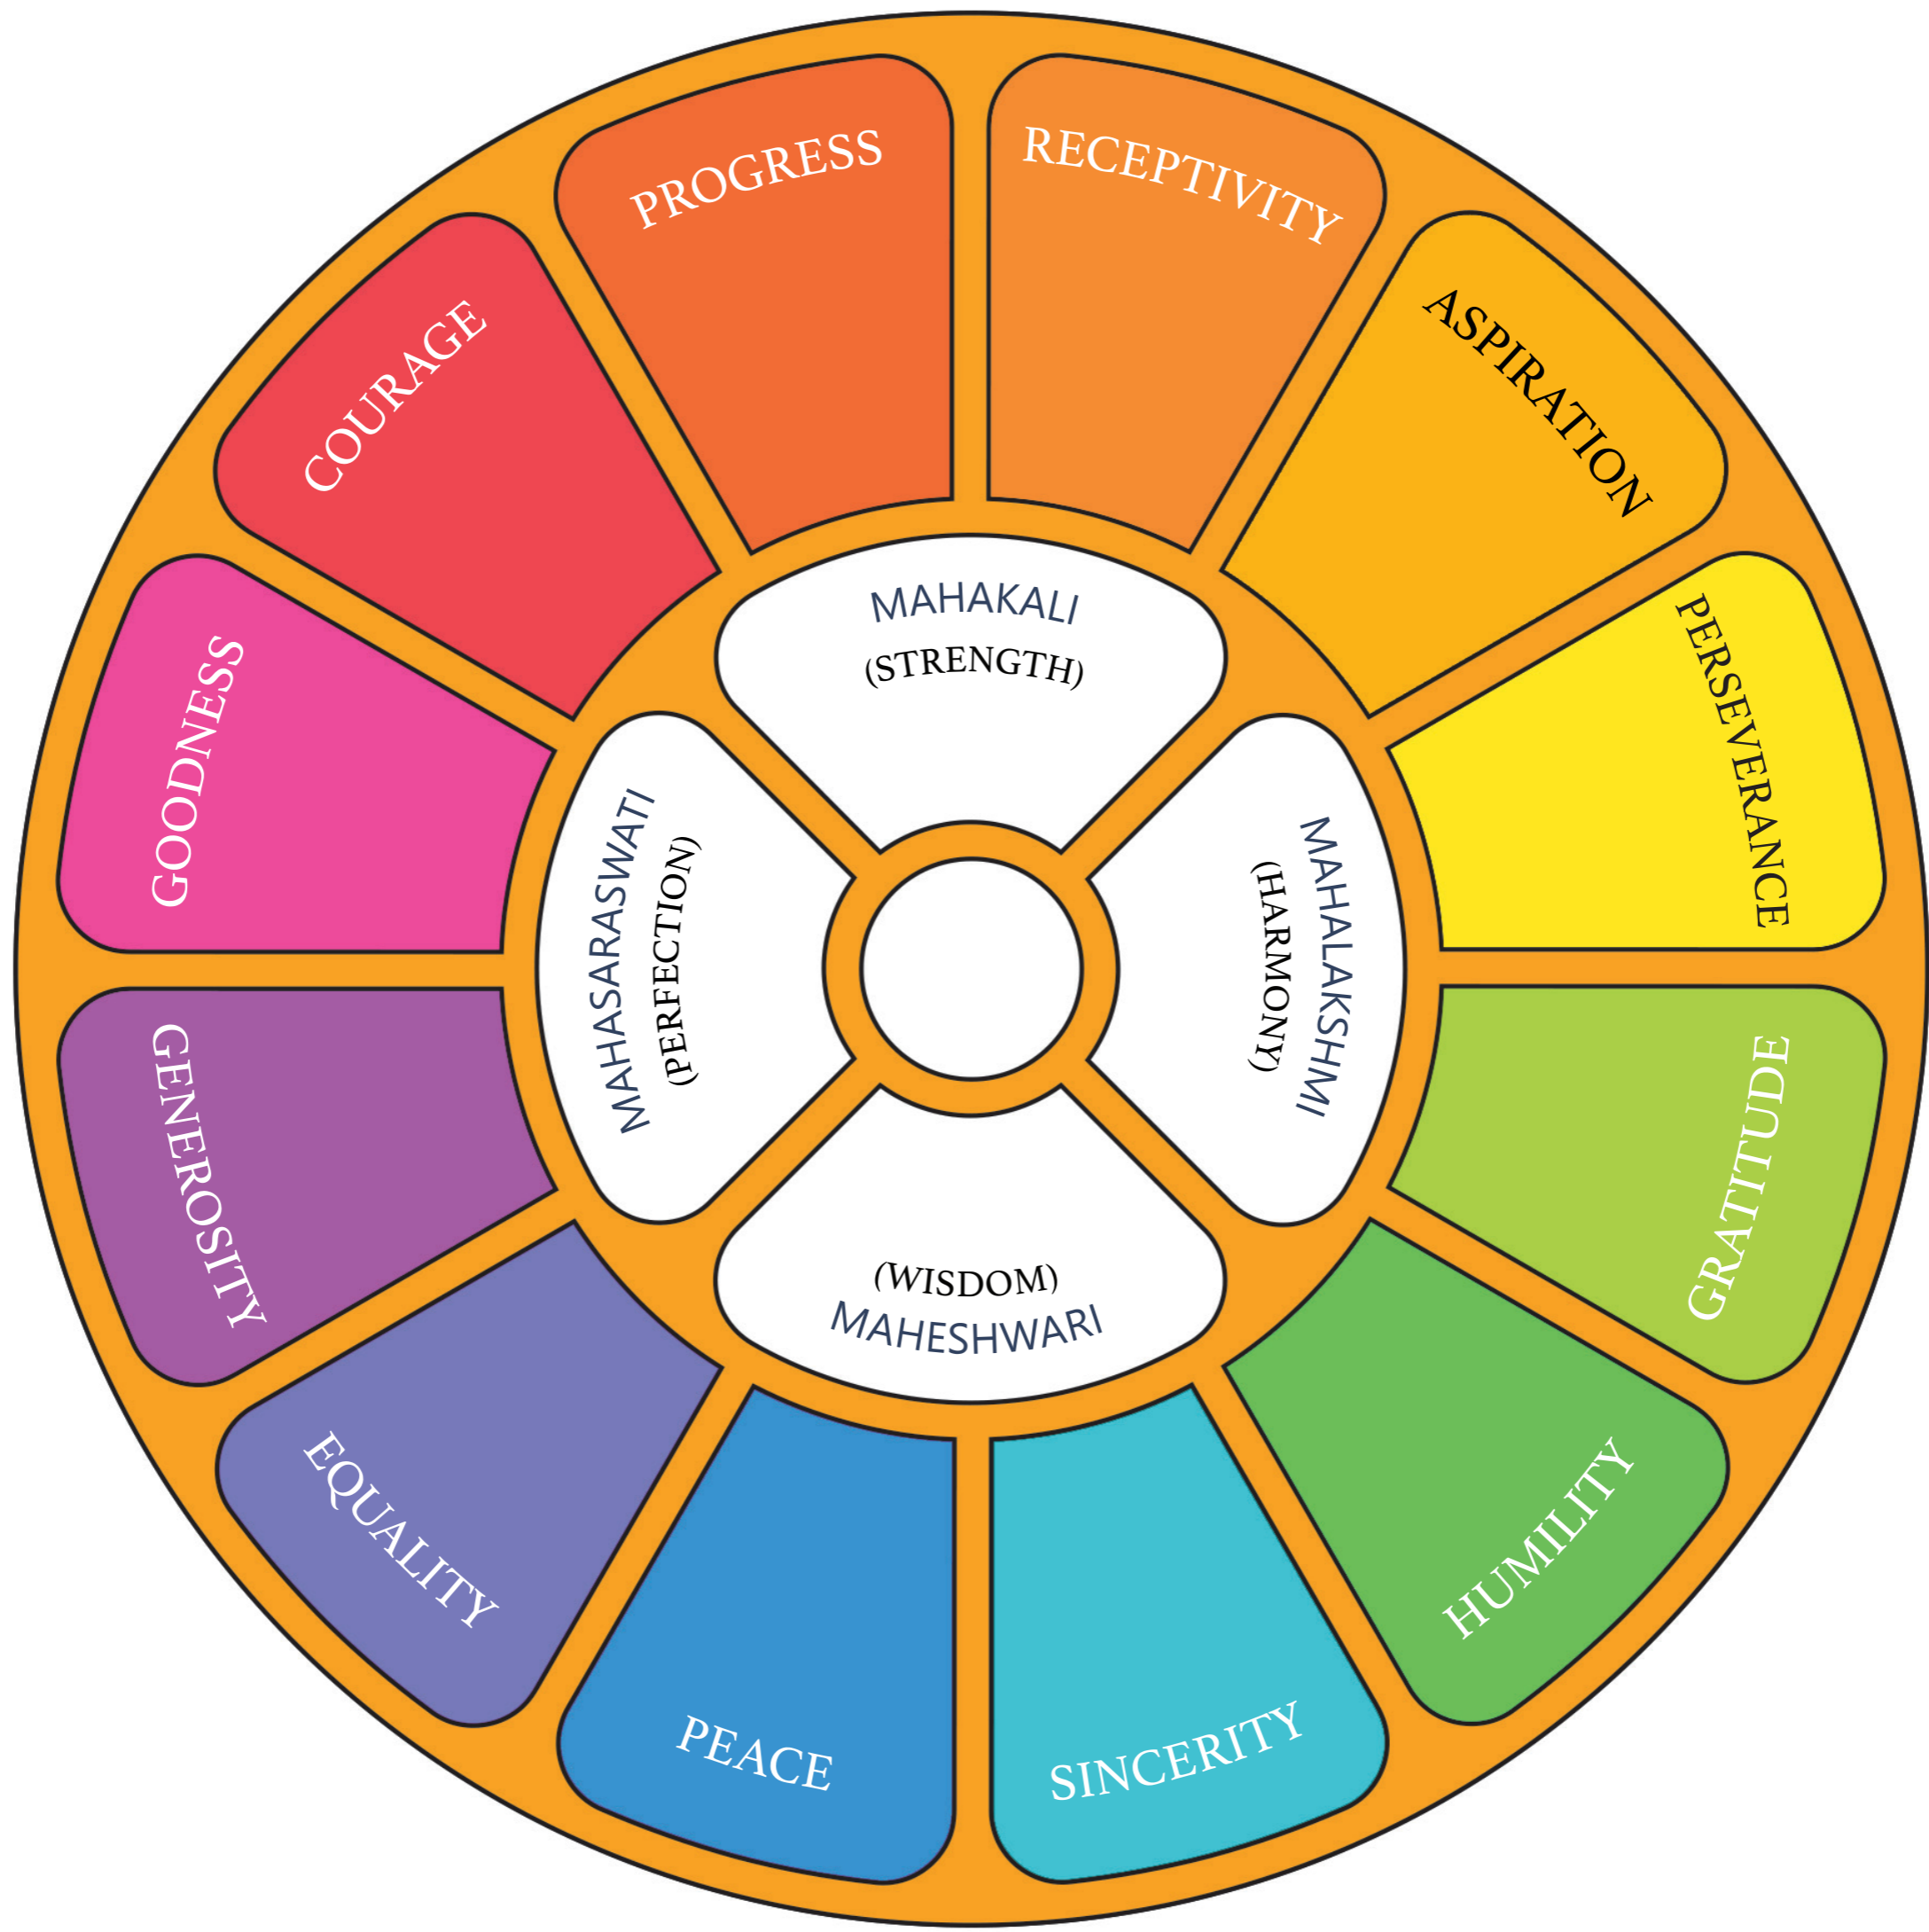 PROGRESS
RECEPTIVITY
ASPIRATION
PERSEVERANCE
GRATITUDE
HUMILITY
SINCERITY
PEACE
EQUALITY
GENEROSITY
GOODNESS
COURAGE
MAHAKALI
(STRENGTH)
MAHALAKSHMI
(HARMONY)
(WISDOM)
MAHESHWARI
MAHASARASWATI
(PERFECTION)